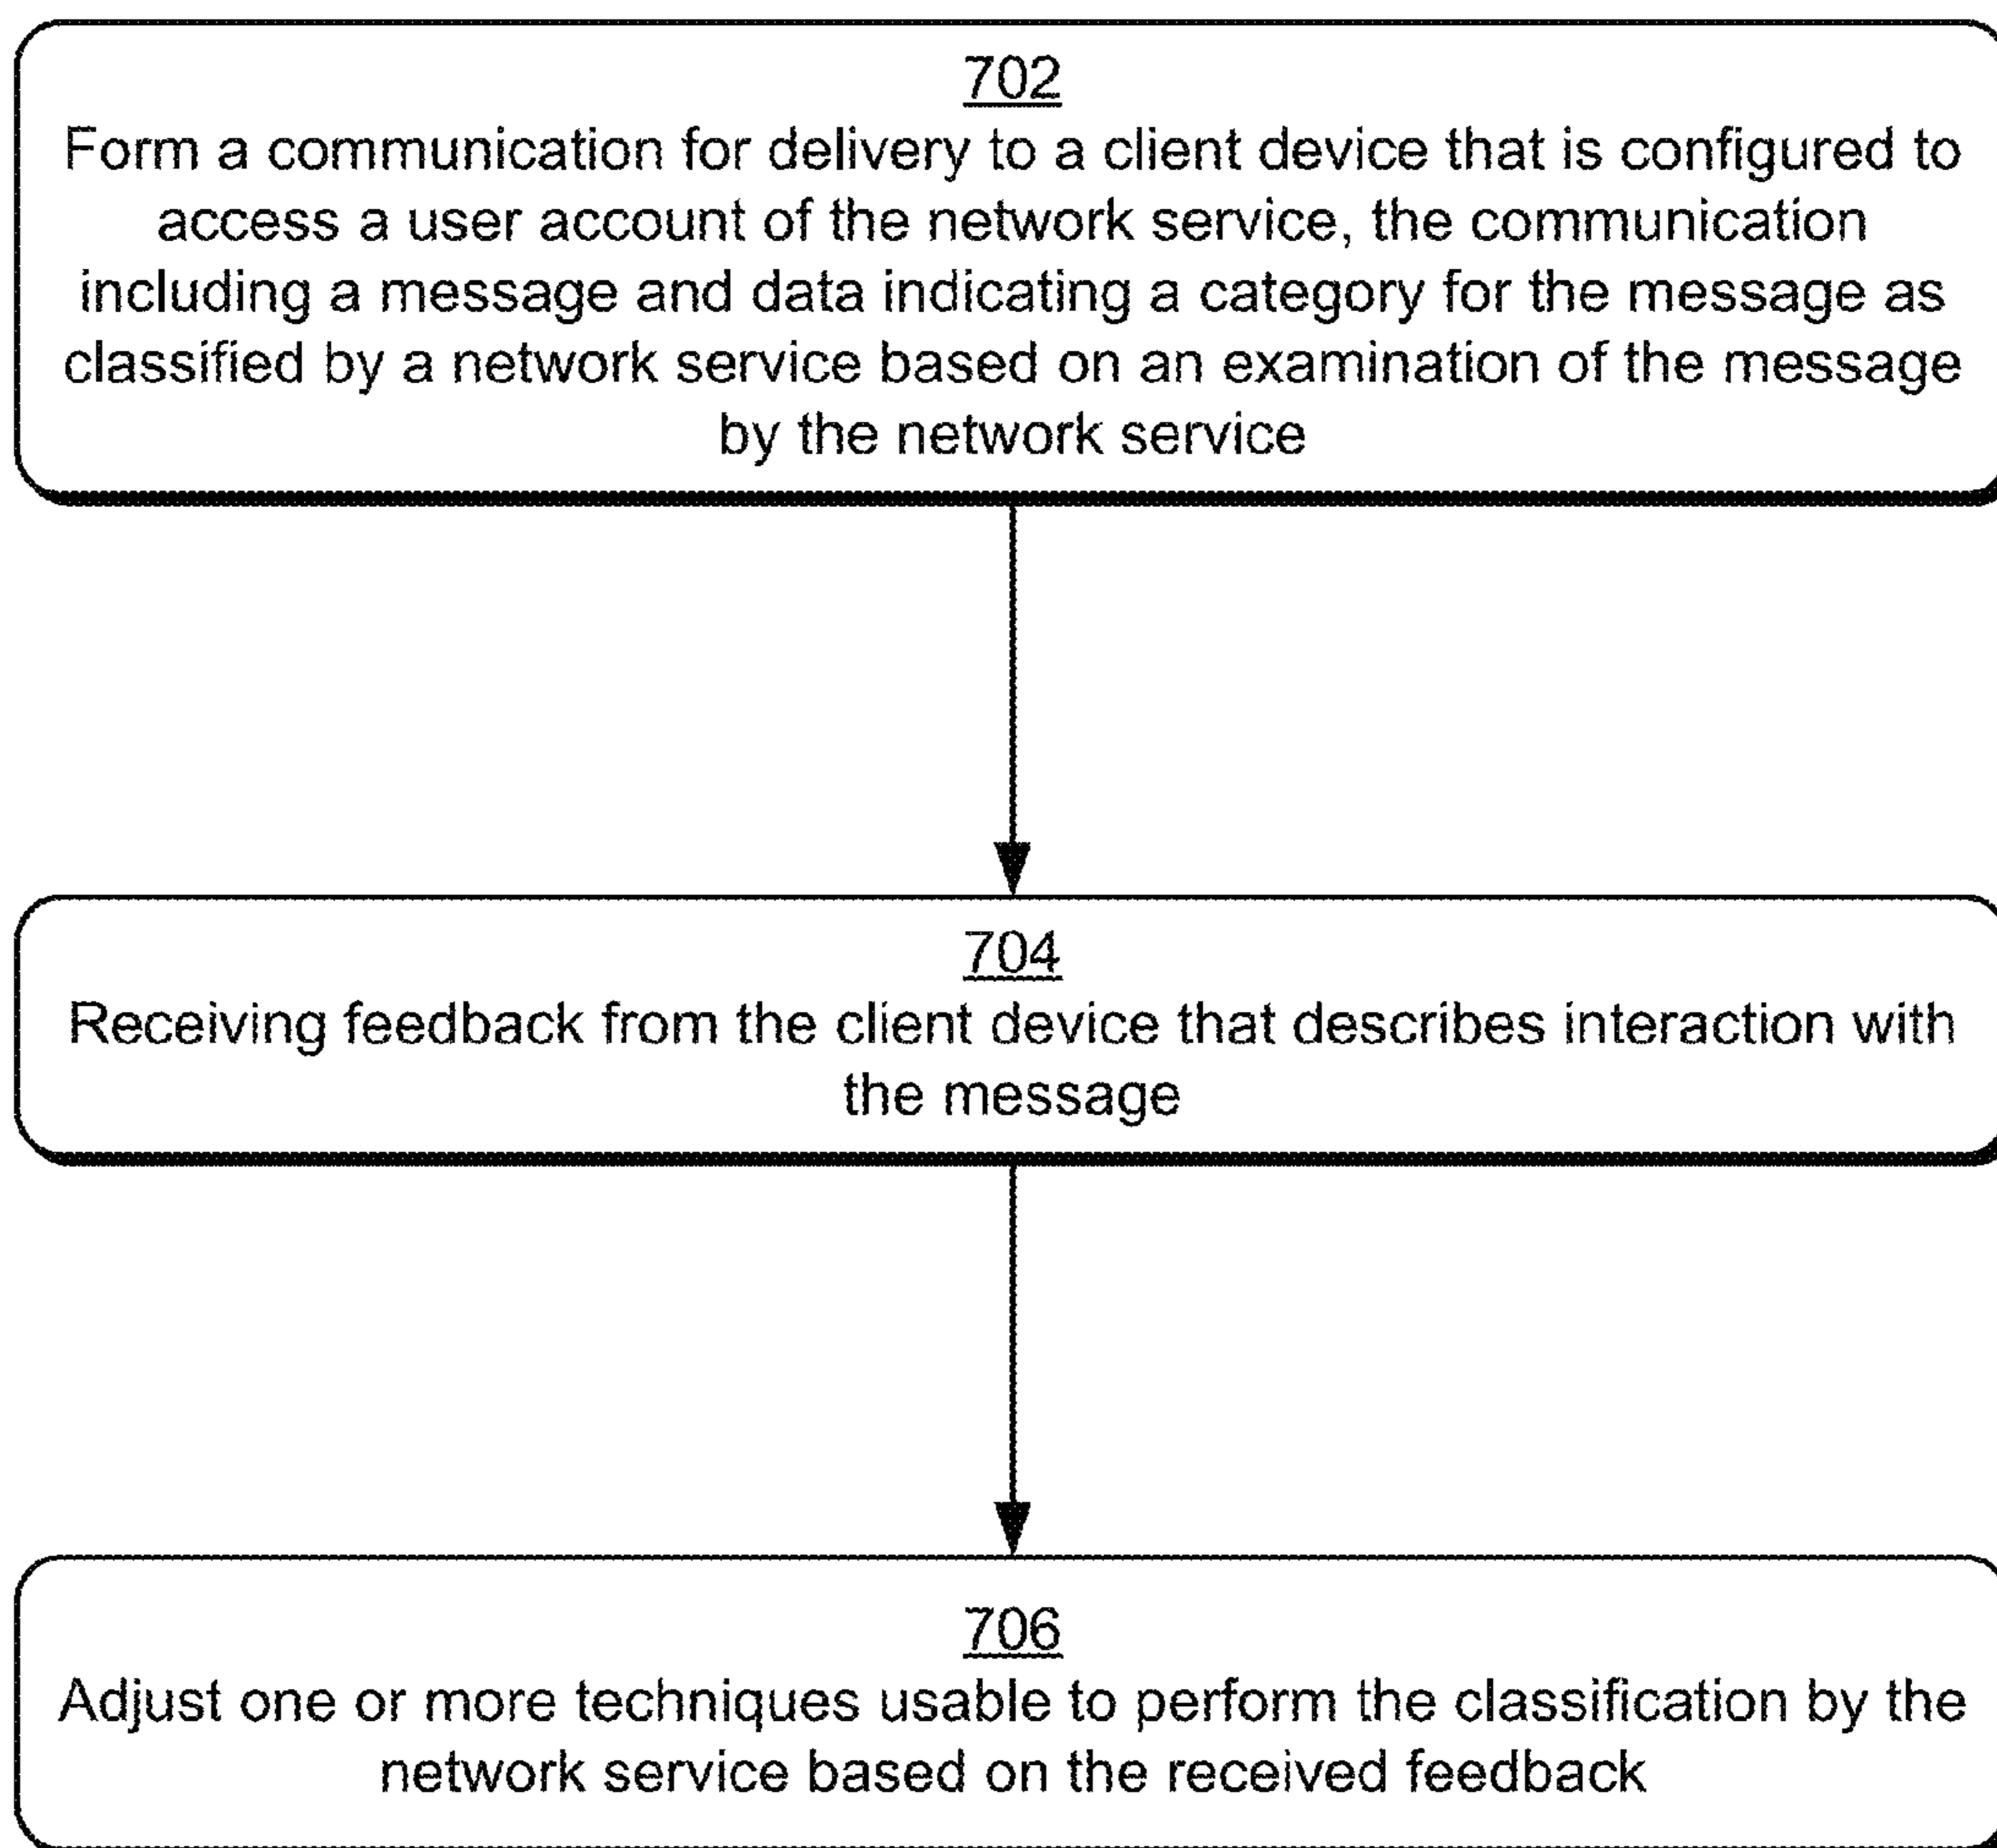 702
Form a communication for delivery to a client device that is configured to
access a user account of the network service, the communication
including a message and data indicating a category for the message as
classified by a network service based on an examination of the message
by the network service
704
Receiving feedback from the client device that describes interaction with
the message
706
Adjust one or more techniques usable to perform the classification by the
network service based on the received feedback